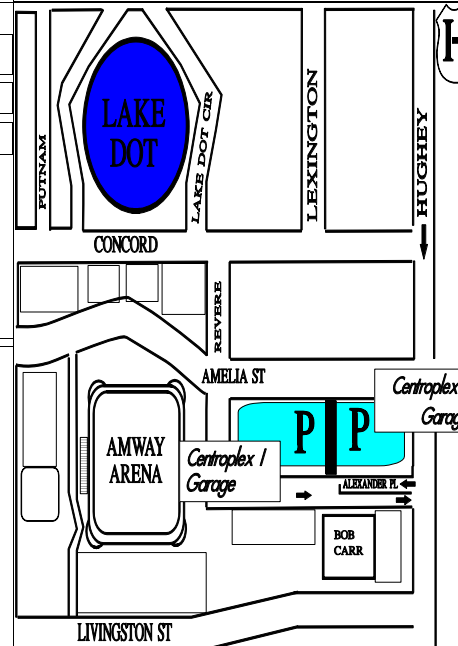 LAKE
DOT
PUTNAM
LAKE DOT CIR
LEXINGTON
HUGHEY
CONCORD
REVERE
AMELIA ST
Centroplex
Garag
P P
AMWAY
ARENA
Centroplex I
Garage
ALEXANDER PL
BOB
CARR
LIVINGSTON ST